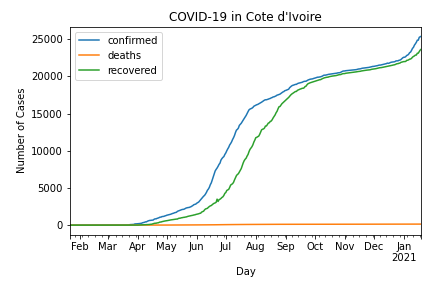 COVID-19 in Cote d'Ivoire
confirmed
deaths
recovered
Number of Cases
25000
20000
15000
10000
5000
0
Feb Mar Apr May Jun Jul Aug Sep Oct Nov Dec Jan
2021
Day